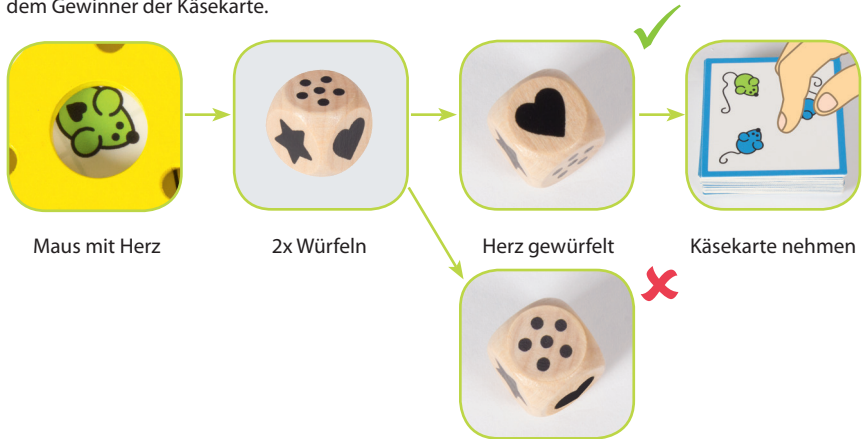 dem Gewinner der Käsekarte.
Maus mit Herz
2x Würfeln
Herz gewürfelt
Käsekarte nehmen